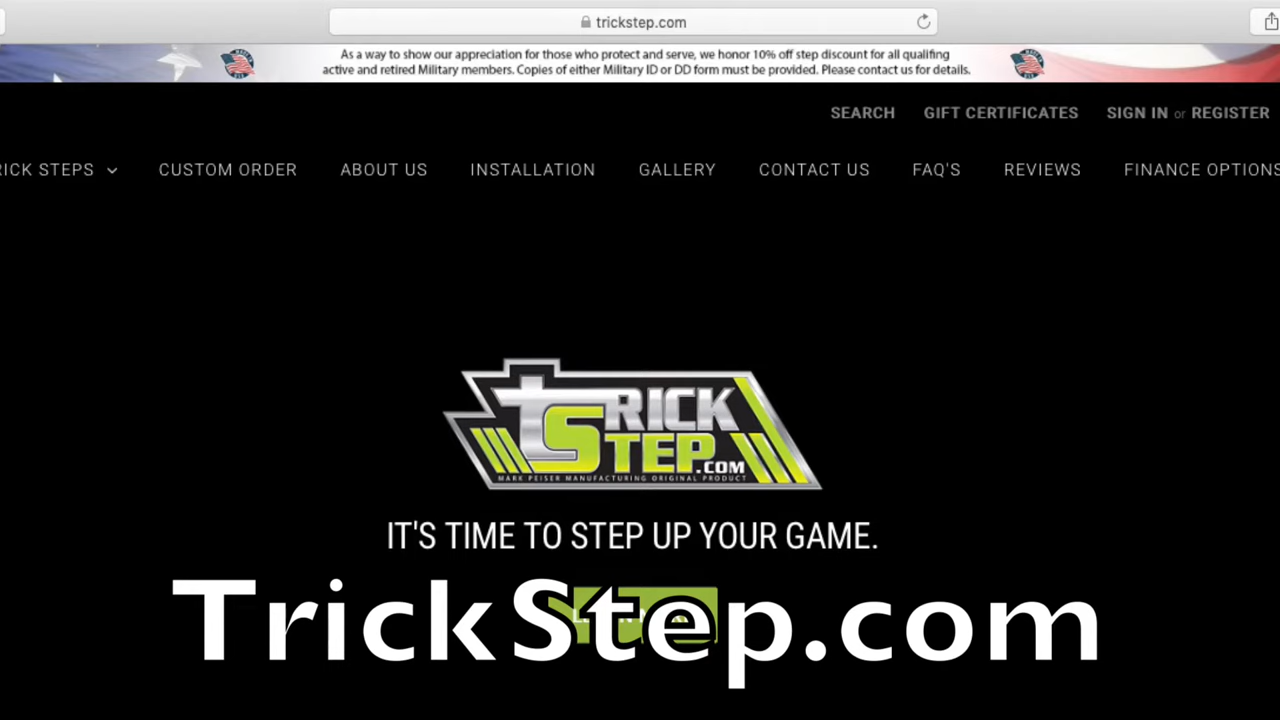 trickstep.com
As a way to show our appreciation for those who protect and serve, we honor 10% off step discount for all qualifing
active and retired Military members. Copies of either Military ID or DD form must be provided. Please contact us for details.
SEARCH GIFT CERTIFICATES SIGN IN or REGISTER
RICK STEPS CUSTOM ORDER ABOUT US INSTALLATION GALLERY CONTACT US FAQ'S REVIEWS FINANCE OPTIONS
TRICK
STEP.COM
MARK PEISER MANUFACTURING ORIGINAL PRODUCT
IT'S TIME TO STEP UP YOUR GAME.
TrickStep.com